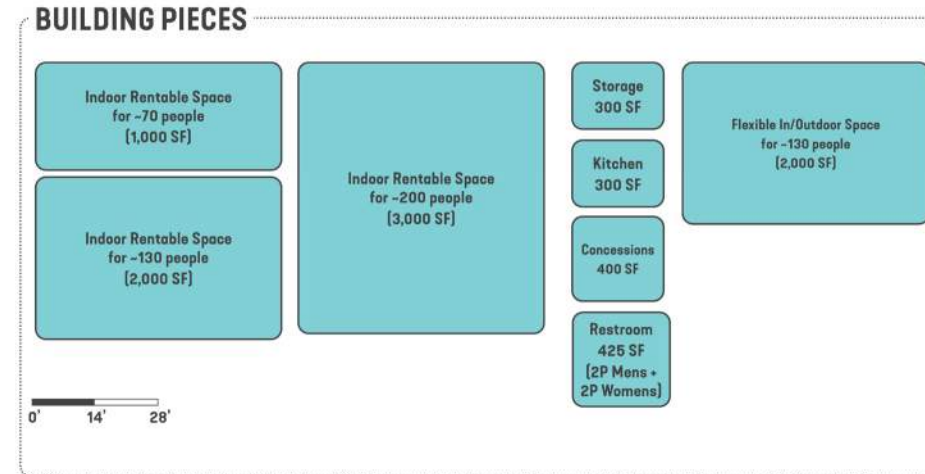 BUILDING PIECES
Indoor Rentable Space
for ~70 people
(1,000 SF)
Indoor Rentable Space
for ~130 people
(2,000 SF)
Indoor Rentable Space
for ~200 people
(3,000 SF)
Storage
300 SF
Kitchen
300 SF
Concessions
400 SF
Restroom
425 SF
(2P Mens +
2P Womens)
Flexible In/Outdoor Space
for ~130 people
(2,000 SF)
0' 14' 28'